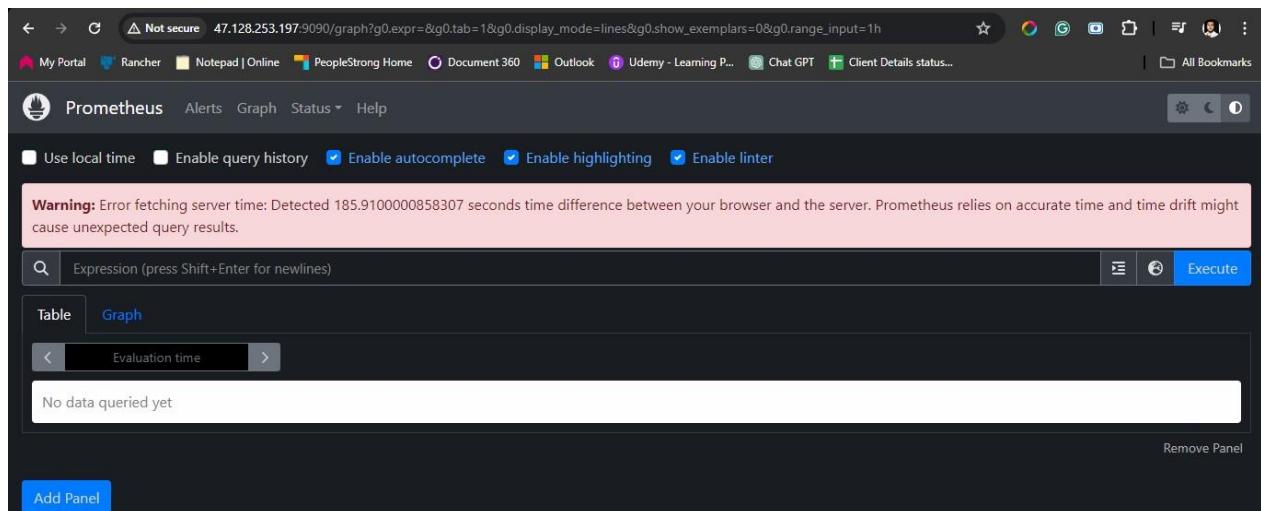 Not secure 47.128.253.197:9090/graph?g0.expr=&g0.tab=1&g0.display_mode=lines&g0.show_exemplars=0&g0.range_input=1h
My Portal Rancher Notepad | Online PeopleStrong Home Document 360 Outlook Udemy - Learning P... Chat GPT Client Details status... All Bookmarks
Prometheus Alerts Graph Status Help
Use local time Enable query history Enable autocomplete Enable highlighting Enable linter
Warning: Error fetching server time: Detected 185.9100000858307 seconds time difference between your browser and the server. Prometheus relies on accurate time and time drift might
cause unexpected query results.
Expression (press Shift+Enter for newlines) Execute
Table Graph
Evaluation time
No data queried yet
Remove Panel
Add Panel